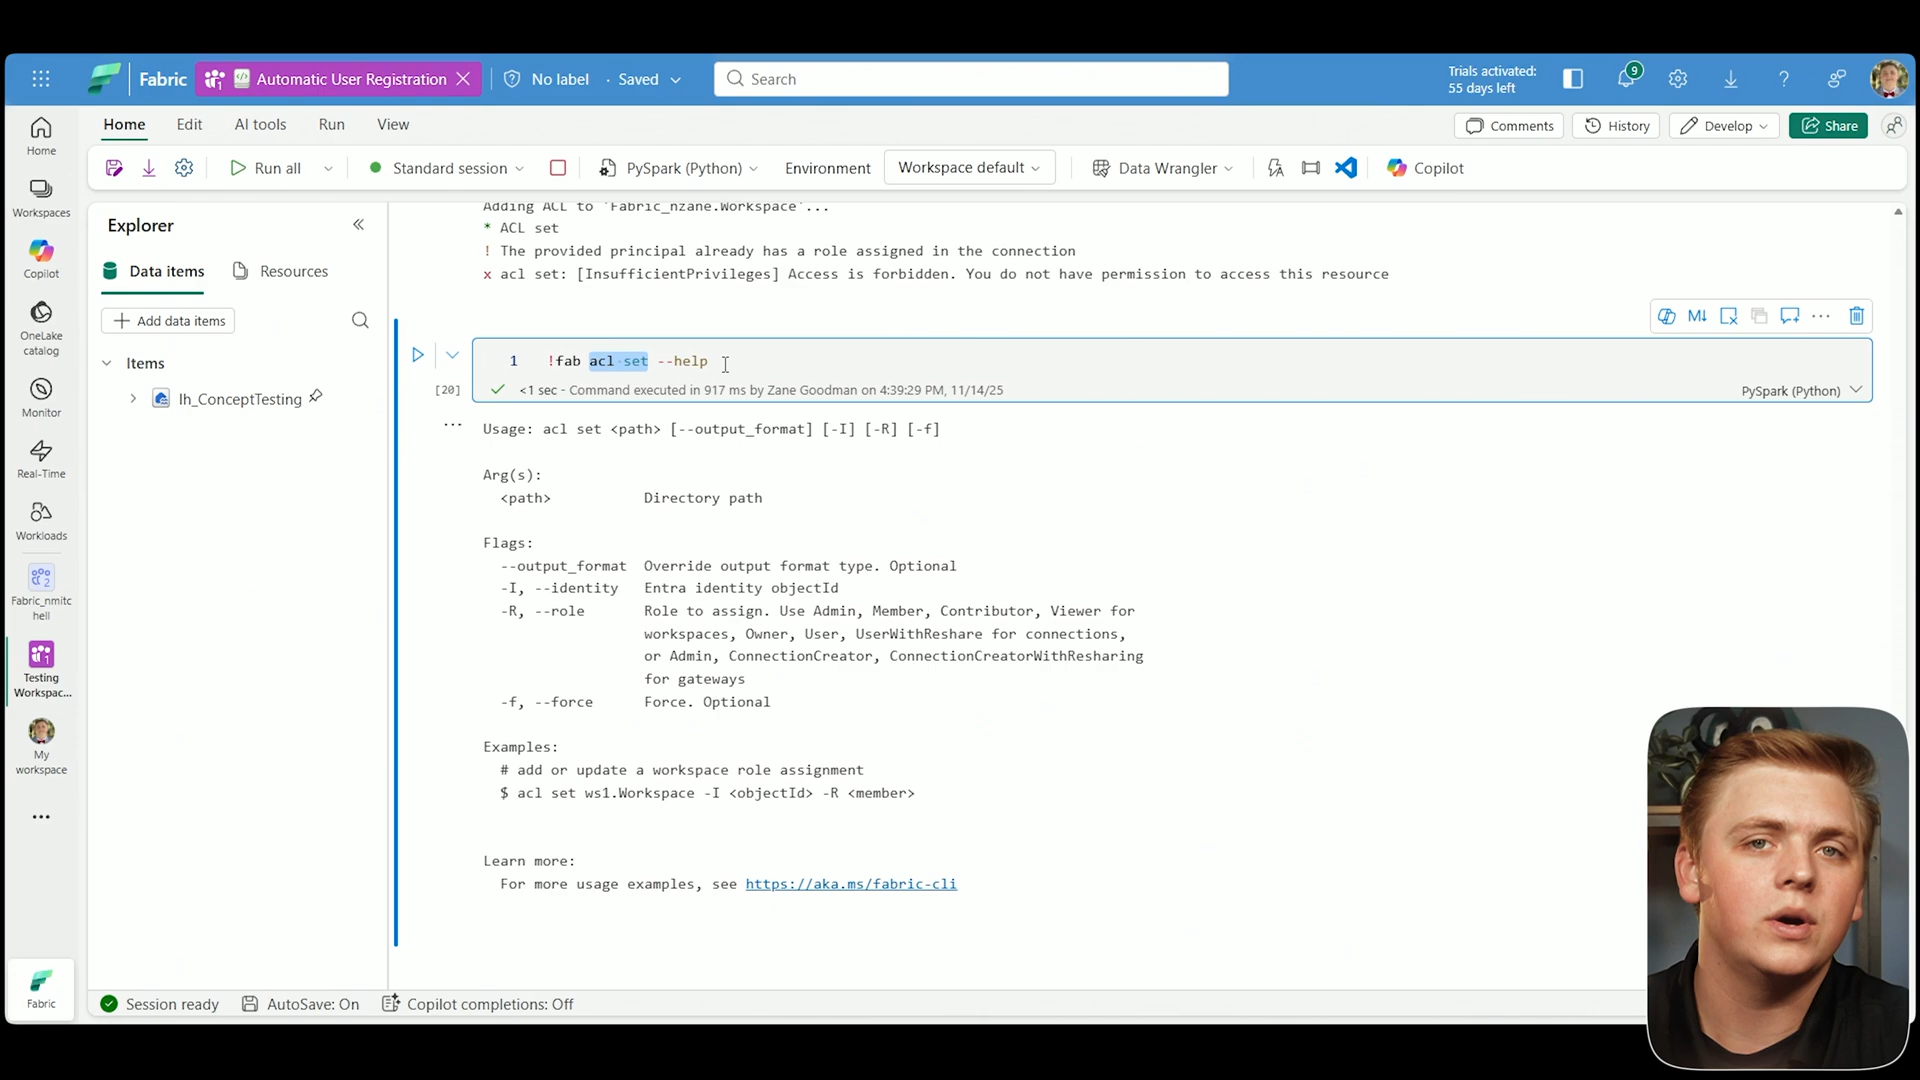 Fabric
Automatic User Registration
No label
Saved
Search
Trials activated:
55 days left
9
Home
Edit
AI tools
Run
View
Comments
History
Develop
Share
Run all
Standard session
PySpark (Python)
Environment
Workspace default
Data Wrangler
Copilot
Home
Workspaces
Copilot
OneLake
catalog
Monitor
Real-Time
Workloads
Fabric_nmitc
hell
Testing
Workspac...
My
workspace
Fabric
Explorer
Data items
Resources
Add data items
Items
lh_ConceptTesting
Adding ACL to 'Fabric_nzane.Workspace'...
* ACL set
! The provided principal already has a role assigned in the connection
x acl set: [InsufficientPrivileges] Access is forbidden. You do not have permission to access this resource
M↓
1 !fab acl set --help
[20]
<1 sec - Command executed in 917 ms by Zane Goodman on 4:39:29 PM, 11/14/25
PySpark (Python)
Usage: acl set <path> [--output_format] [-I] [-R] [-f]
Arg(s):
<path> Directory path
Flags:
--output_format Override output format type. Optional
-I, --identity Entra identity objectId
-R, --role Role to assign. Use Admin, Member, Contributor, Viewer for
workspaces, Owner, User, UserWithReshare for connections,
or Admin, ConnectionCreator, ConnectionCreatorWithResharing
for gateways
-f, --force Force. Optional
Examples:
# add or update a workspace role assignment
$ acl set ws1.Workspace -I <objectId> -R <member>
Learn more:
For more usage examples, see https://aka.ms/fabric-cli
Session ready
AutoSave: On
Copilot completions: Off